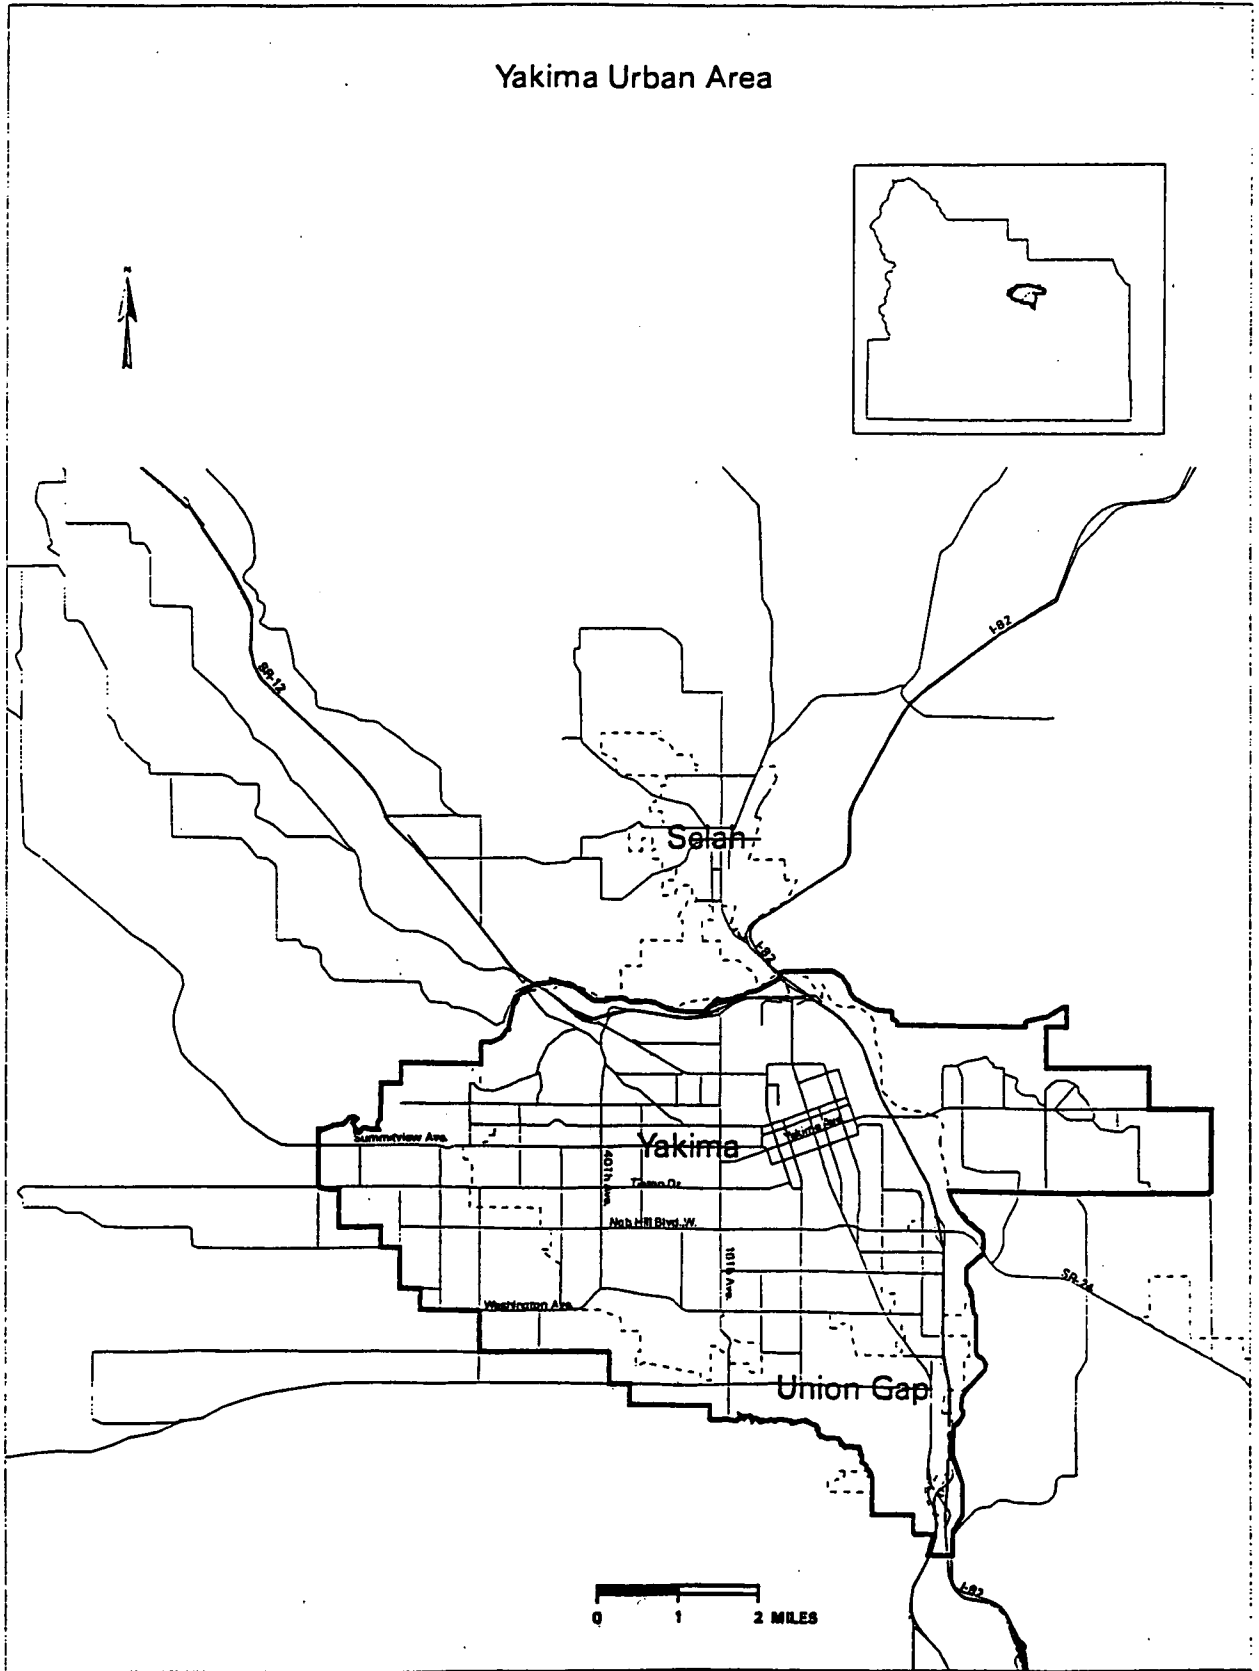 Yakima Urban Area
N
I-82
SR-12
Selah
I-82
Summitview Ave.
Yakima
Yakima Ave.
40th Ave.
Tieton Dr.
Nob Hill Blvd. W.
SR-24
Washington Ave.
Union Gap
I-82
0 1 2 MILES